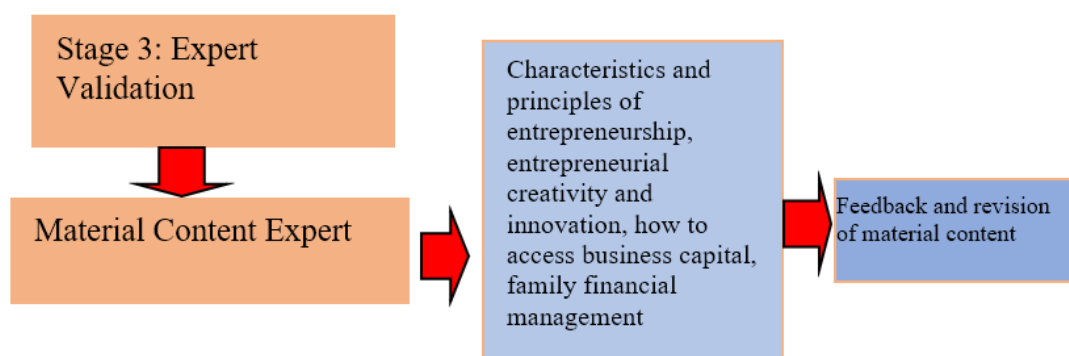 Stage 3: Expert
Validation
Material Content Expert
Characteristics and
principles of
entrepreneurship,
entrepreneurial
creativity and
innovation, how to
access business capital,
family financial
management
Feedback and revision
of material content